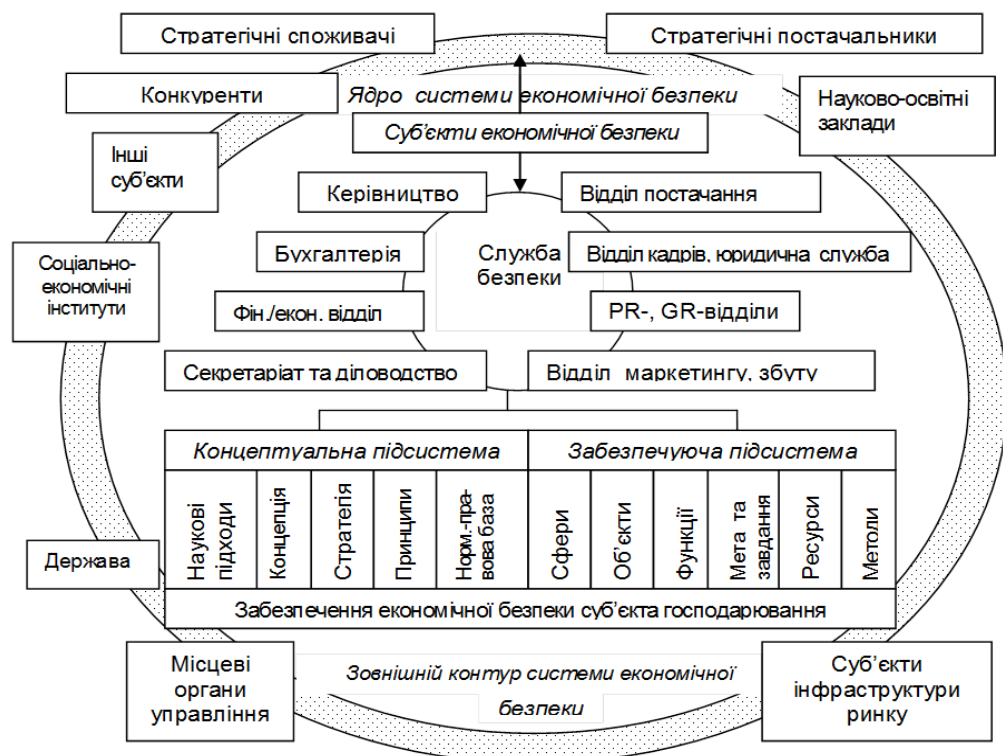 Стратегічні споживачі
Стратегічні постачальники
Конкуренти
Ядро системи економічної безпеки
Науково-освітні
заклади
Суб'єкти економічної безпеки
Інші
суб'єкти
Керівництво
Відділ постачання
Соціально-
економічні
інститути
Бухгалтерія
Служба
безпеки
Відділ кадрів, юридична служба
Фін./екон. відділ
PR-, GR-відділи
Секретаріат та діловодство
Відділ маркетингу, збуту
Концептуальна підсистема
Забезпечуюча підсистема
Наукові
підходи
Концепція
Стратегія
Принципи
Норм.-пра-
вова база
Сфери
Об'єкти
Функції
Мета та
завдання
Ресурси
Методи
Держава
Забезпечення економічної безпеки суб'єкта господарювання
Місцеві
органи
управління
Зовнішній контур системи економічної
безпеки
Суб'єкти
інфраструктури
ринку